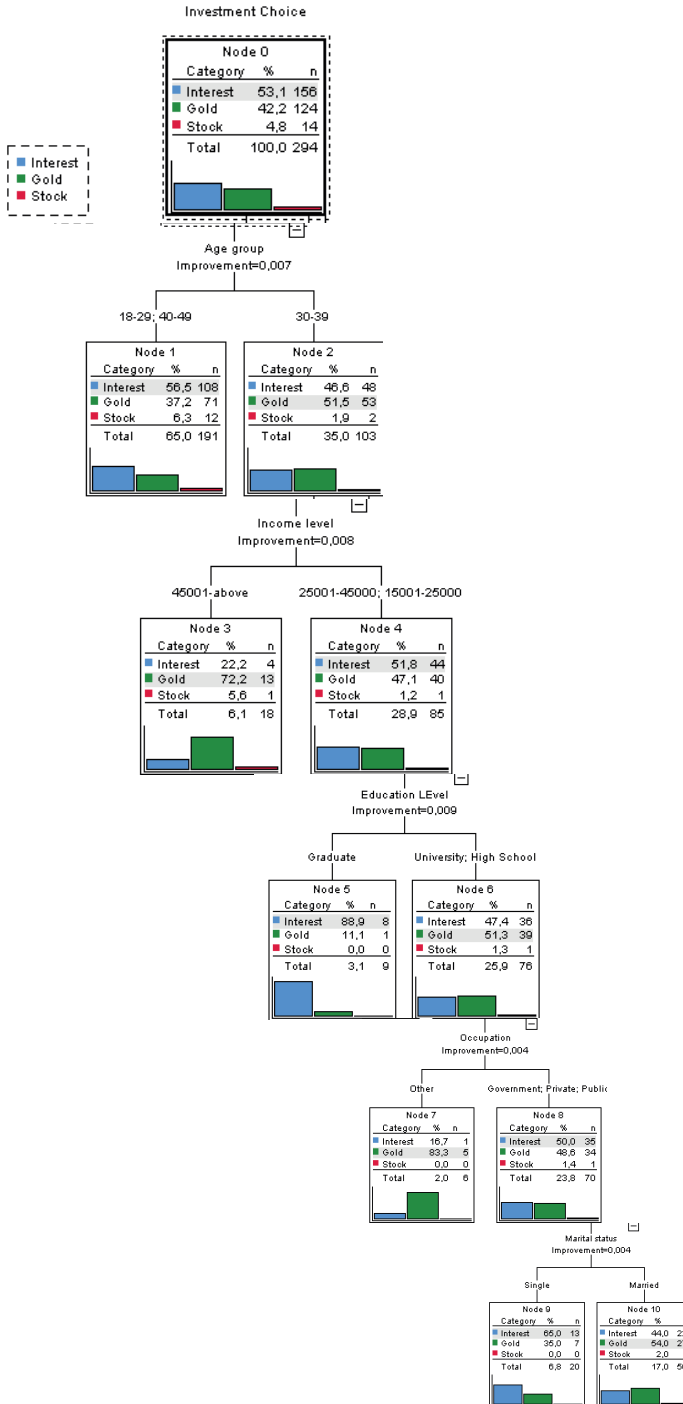 Investment Choice
Node 0
Category % n
Interest 53,1 156
Gold 42,2 124
Stock 4,8 14
Total 100,0 294
Interest
Gold
Stock
Age group
Improvement=0,007
18-29; 40-49
30-39
Node 1
Category % n
Interest 56,5 108
Gold 37,2 71
Stock 6,3 12
Total 65,0 191
Node 2
Category % n
Interest 46,6 48
Gold 51,5 53
Stock 1,9 2
Total 35,0 103
Income level
Improvement=0,008
45001-above
25001-45000; 15001-25000
Node 3
Category % n
Interest 22,2 4
Gold 72,2 13
Stock 5,6 1
Total 6,1 18
Node 4
Category % n
Interest 51,8 44
Gold 47,1 40
Stock 1,2 1
Total 28,9 85
Education LEvel
Improvement=0,009
Graduate
University; High School
Node 5
Category % n
Interest 88,9 8
Gold 11,1 1
Stock 0,0 0
Total 3,1 9
Node 6
Category % n
Interest 47,4 36
Gold 51,3 39
Stock 1,3 1
Total 25,9 76
Occupation
Improvement=0,004
Other
Government; Private; Public
Node 7
Category % n
Interest 16,7 1
Gold 83,3 5
Stock 0,0 0
Total 2,0 6
Node 8
Category % n
Interest 50,0 35
Gold 48,6 34
Stock 1,4 1
Total 23,8 70
Marital status
Improvement=0,004
Single
Married
Node 9
Category % n
Interest 65,0 13
Gold 35,0 7
Stock 0,0 0
Total 6,8 20
Node 10
Category % n
Interest 44,0
Gold 54,0
Stock 2,0
Total 17,0